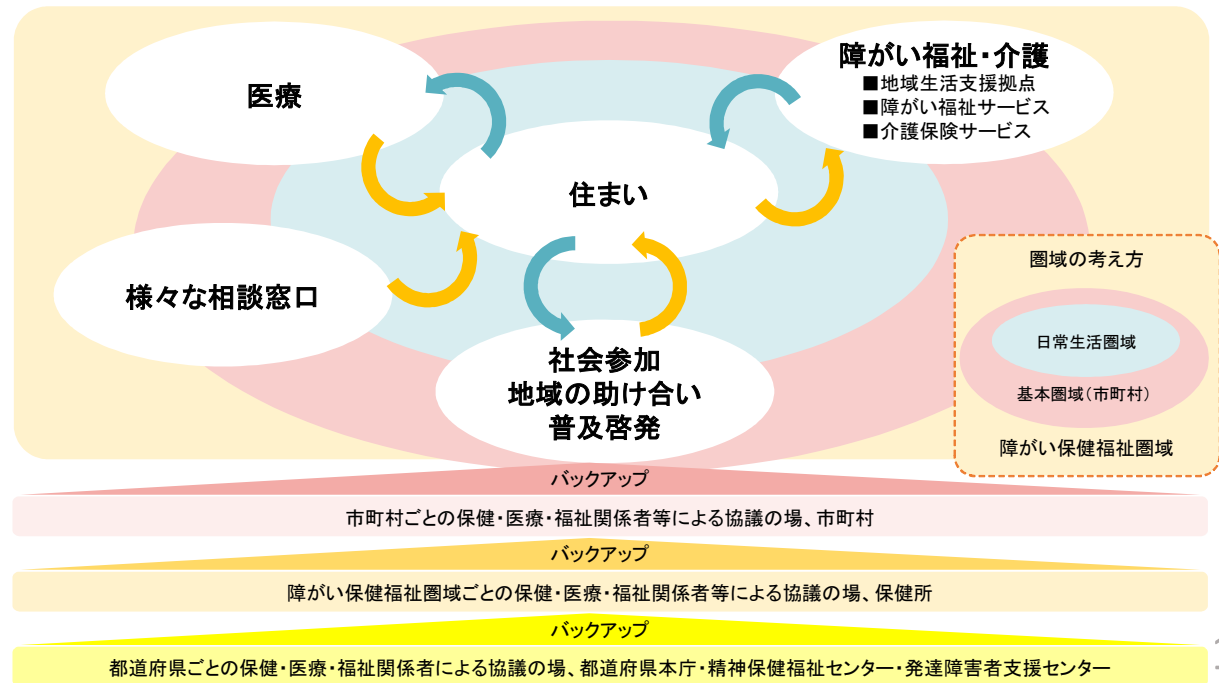 医療
障がい福祉・介護
■地域生活支援拠点
■障がい福祉サービス
■介護保険サービス
住まい
様々な相談窓口
社会参加
地域の助け合い
普及啓発
圏域の考え方
日常生活圏域
基本圏域（市町村）
障がい保健福祉圏域
バックアップ
市町村ごとの保健・医療・福祉関係者等による協議の場、市町村
バックアップ
障がい保健福祉圏域ごとの保健・医療・福祉関係者等による協議の場、保健所
バックアップ
都道府県ごとの保健・医療・福祉関係者による協議の場、都道府県本庁・精神保健福祉センター・発達障害者支援センター